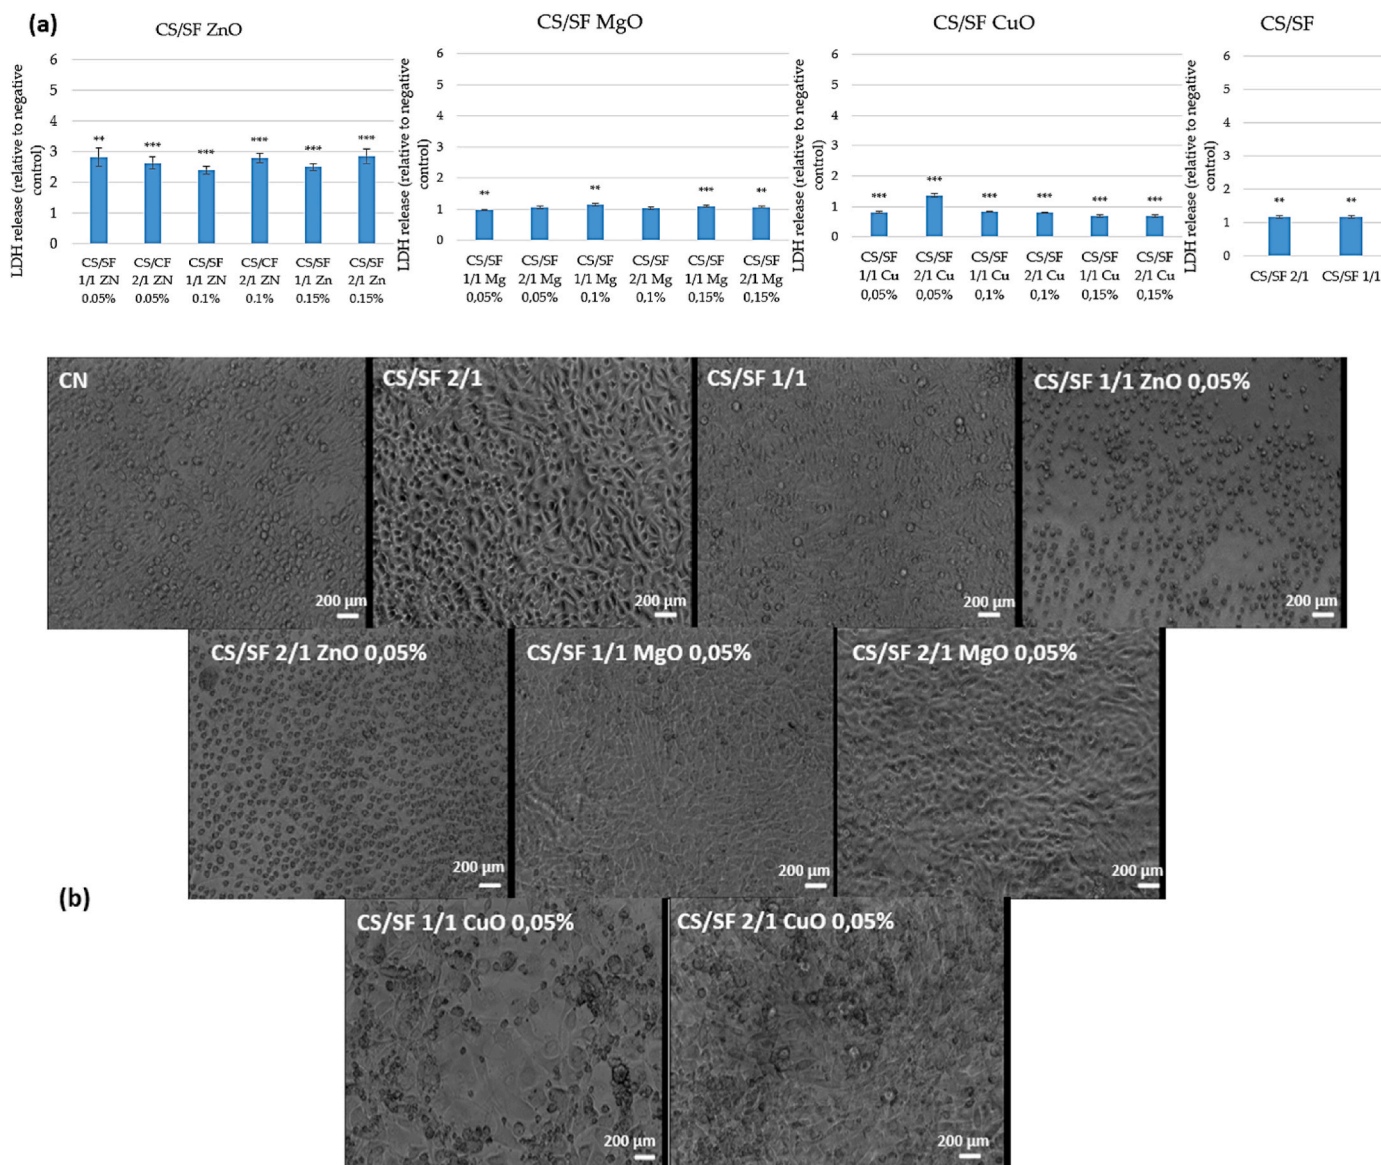 (a)
CS/SF ZnO
LDH release (relative to negative
control)
6
5
4
3
2
1
0
**
***
***
***
***
***
CS/SF CS/CF CS/SF CS/CF CS/SF CS/SF
1/1 ZN 2/1 ZN 1/1 ZN 2/1 ZN 1/1 Zn 2/1 Zn
0.05% 0.05% 0.1% 0.1% 0.15% 0.15%
CS/SF MgO
LDH release (relative to negative
control)
6
5
4
3
2
1
0
**
**
***
**
CS/SF CS/SF CS/SF CS/SF CS/SF CS/SF
1/1 Mg 2/1 Mg 1/1 Mg 2/1 Mg 1/1 Mg 2/1 Mg
0,05% 0,05% 0,1% 0,1% 0,15% 0,15%
CS/SF CuO
LDH release (relative to negative
control)
6
5
4
3
2
1
0
***
***
***
***
***
***
CS/SF CS/SF CS/SF CS/SF CS/SF CS/SF
1/1 Cu 2/1 Cu 1/1 Cu 2/1 Cu 1/1 Cu 2/1 Cu
0,05% 0,05% 0,1% 0,1% 0,15% 0,15%
CS/SF
LDH release (relative to negative
control)
6
5
4
3
2
1
0
**
**
CS/SF 2/1 CS/SF 1/1
CN
200 µm
CS/SF 2/1
200 µm
CS/SF 1/1
200 µm
CS/SF 1/1 ZnO 0,05%
200 µm
CS/SF 2/1 ZnO 0,05%
200 µm
CS/SF 1/1 MgO 0,05%
200 µm
CS/SF 2/1 MgO 0,05%
200 µm
(b)
CS/SF 1/1 CuO 0,05%
200 µm
CS/SF 2/1 CuO 0,05%
200 µm